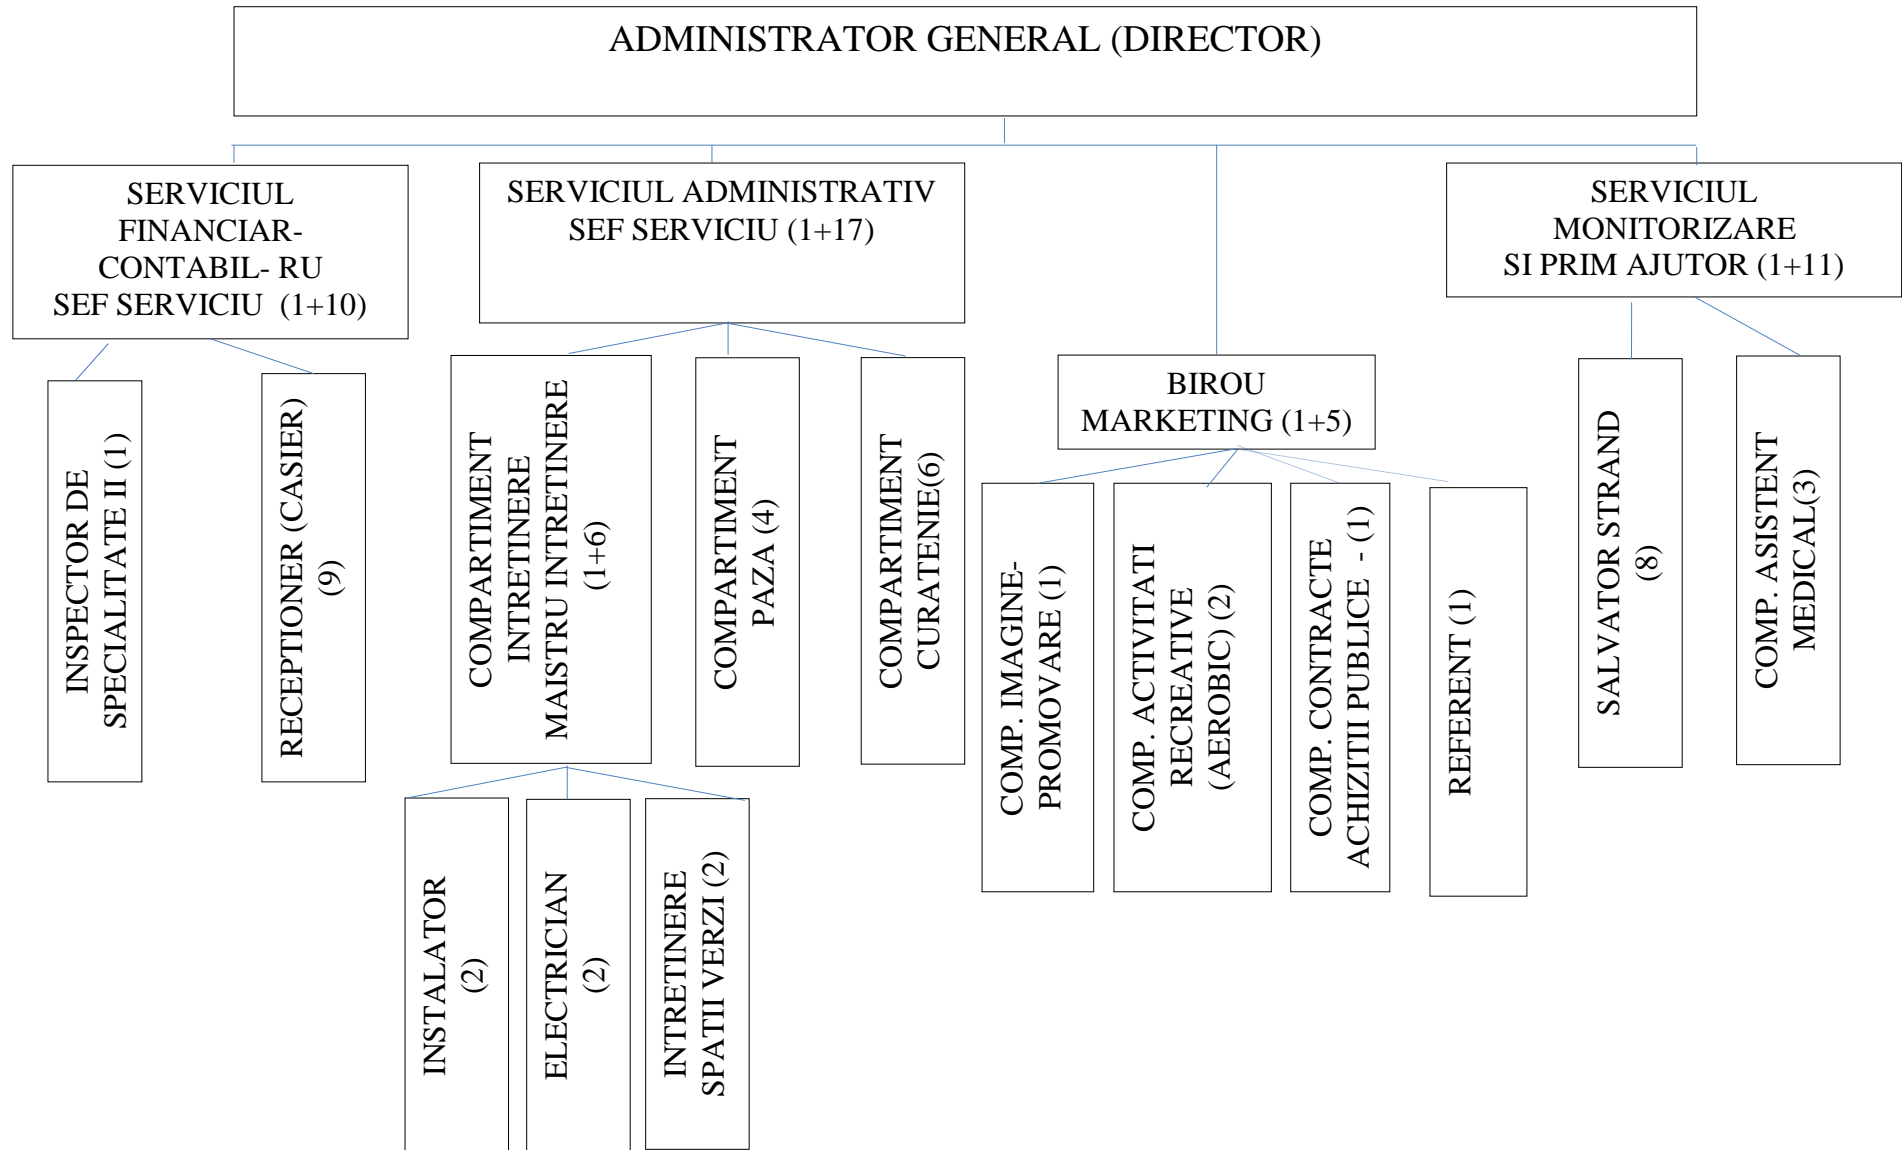 ADMINISTRATOR GENERAL (DIRECTOR)
SERVICIUL
FINANCIAR-
CONTABIL- RU
SEF SERVICIU  (1+10)
SERVICIUL ADMINISTRATIV
SEF SERVICIU (1+17)
SERVICIUL
MONITORIZARE
SI PRIM AJUTOR (1+11)
BIROU
MARKETING (1+5)
INSPECTOR DE
SPECIALITATE II (1)
RECEPTIONER (CASIER)
(9)
COMPARTIMENT
INTRETINERE
MAISTRU INTRETINERE
(1+6)
COMPARTIMENT
PAZA (4)
COMPARTIMENT
CURATENIE(6)
COMP. IMAGINE-
PROMOVARE (1)
COMP. ACTIVITATI
RECREATIVE
(AEROBIC) (2)
COMP. CONTRACTE
ACHIZITII PUBLICE  - (1)
REFERENT (1)
SALVATOR STRAND
(8)
COMP. ASISTENT
MEDICAL(3)
INSTALATOR
(2)
ELECTRICIAN
(2)
INTRETINERE
SPATII VERZI (2)